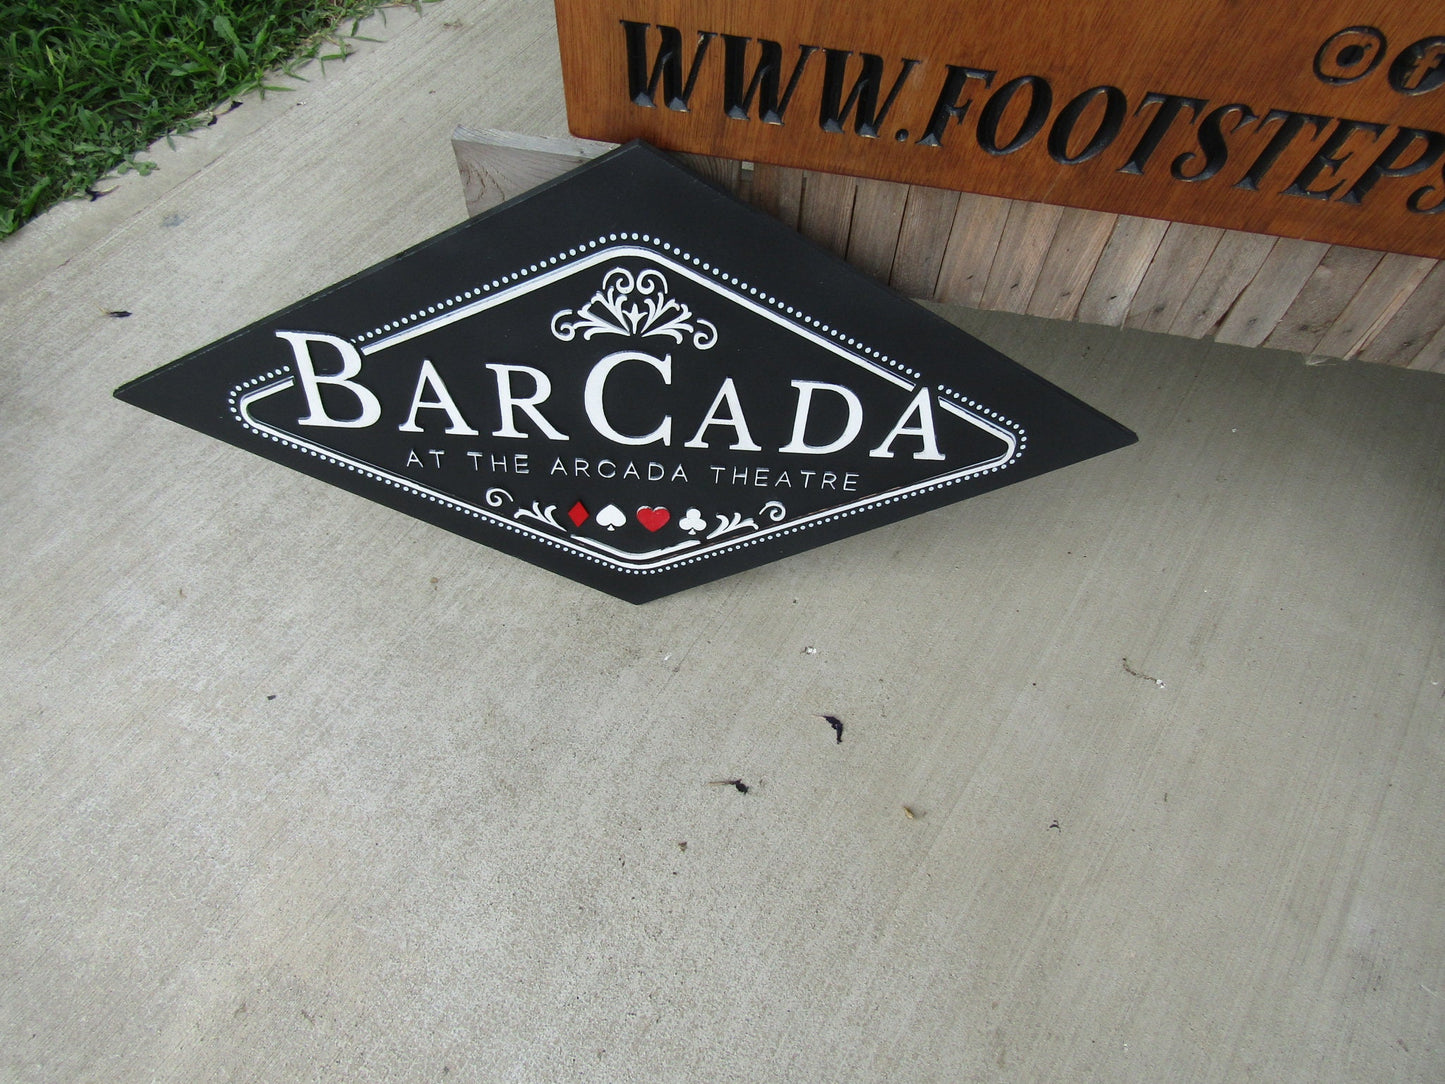 WWW.FOOTSTEPS
BARCADA
AT THE ARCADA THEATRE